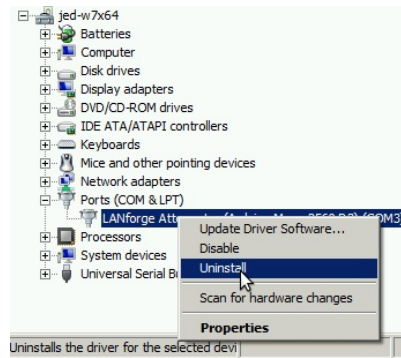 jed-w7x64
Batteries
Computer
Disk drives
Display adapters
DVD/CD-ROM drives
IDE ATA/ATAPI controllers
Keyboards
Mice and other pointing devices
Network adapters
Ports (COM & LPT)
LANforge (COM3)
Update Driver Software...
Processors
Disable
System devices
Uninstall
Universal Serial
Scan for hardware changes
Properties
Uninstalls the driver for the selected devi